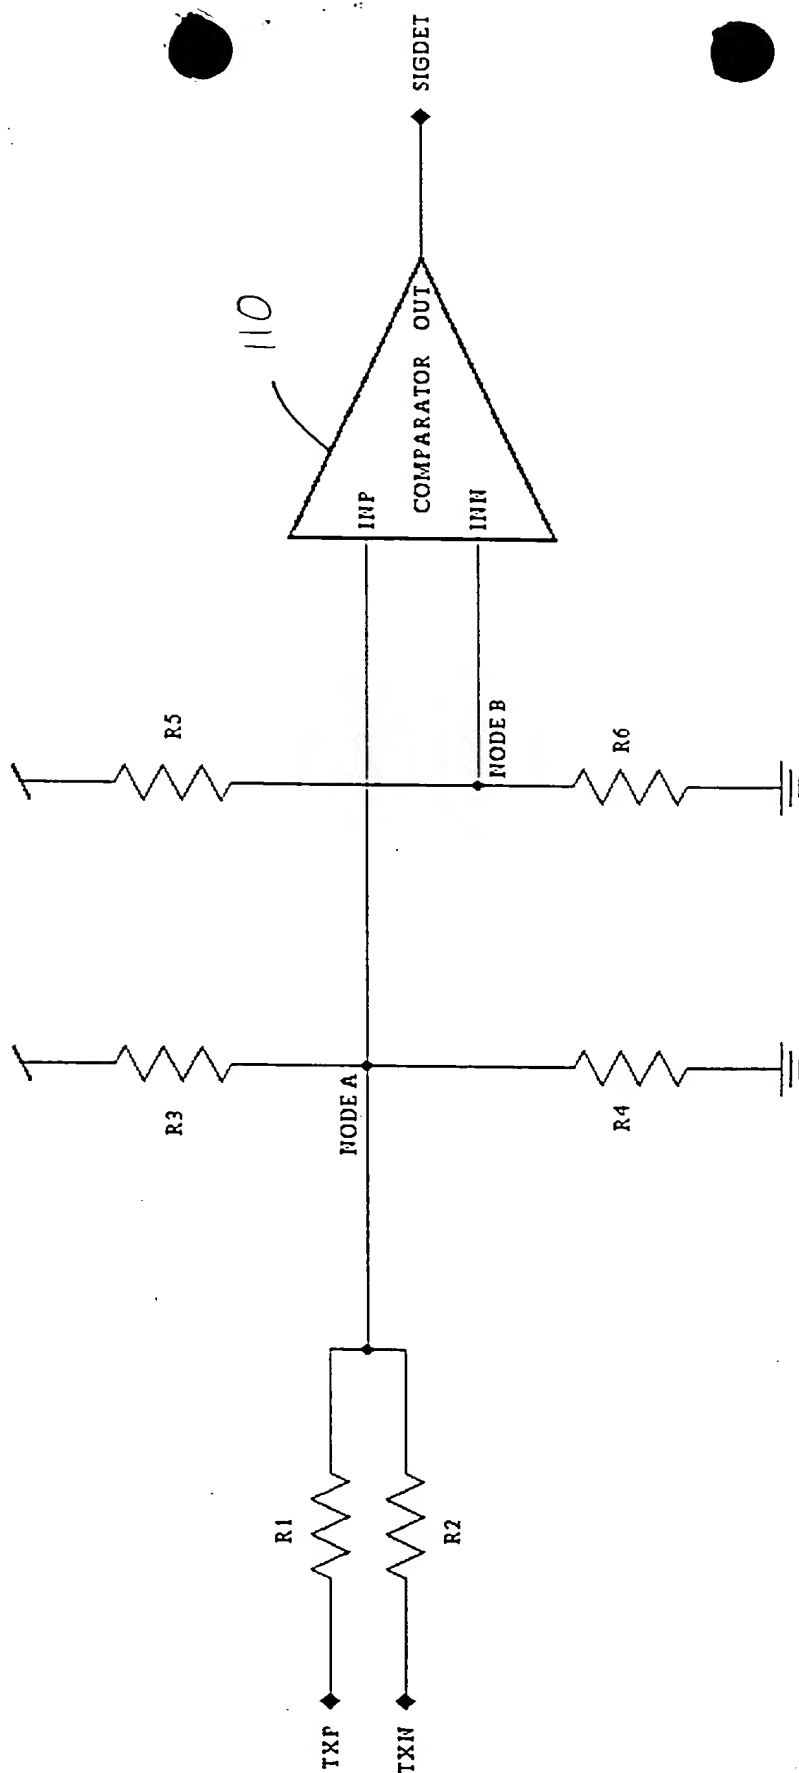 TXP
TXN
R1
R2
R3
NODE A
R4
R5
NODE B
R6
INP
INN
COMPARATOR OUT
110
SIGDET